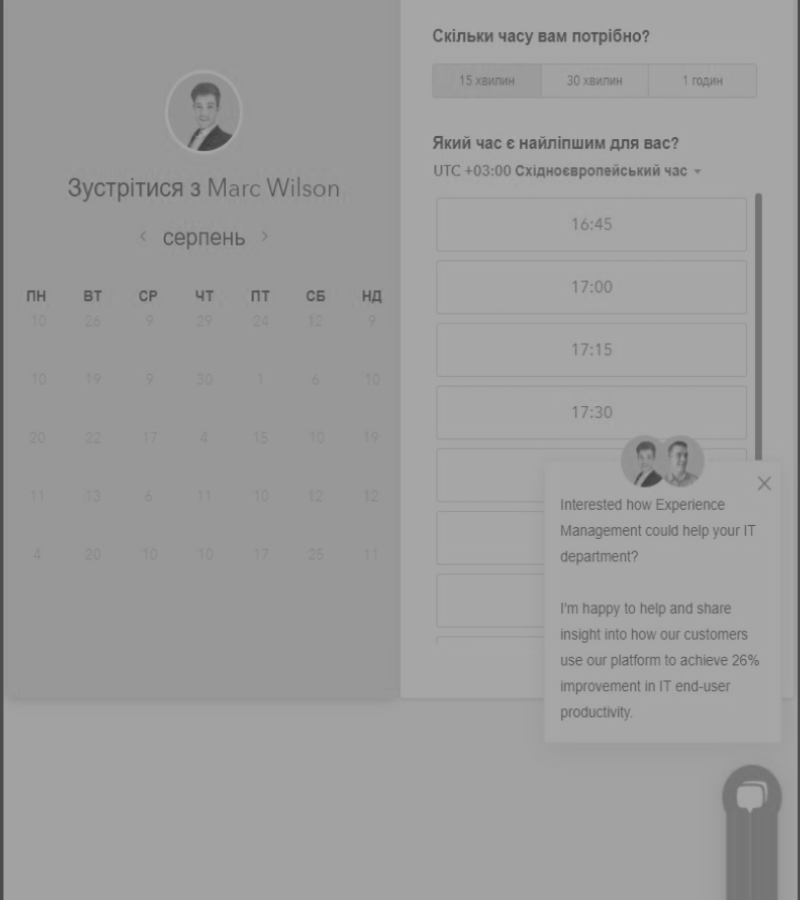 Зустрітися з Marc Wilson
серпень
ПН ВТ СР ЧТ ПТ СБ НД
10 26 9 29 24 12 9
10 19 9 30 1 6 10
20 22 17 4 15 10 19
11 13 6 11 10 12 12
4 20 10 10 17 25 11
Скільки часу вам потрібно?
15 хвилин 30 хвилин 1 годин
Який час є найліпшим для вас?
UTC +03:00 Східноєвропейський час
16:45
17:00
17:15
17:30
Interested how Experience
Management could help your IT
department?
I'm happy to help and share
insight into how our customers
use our platform to achieve 26%
improvement in IT end-user
productivity.